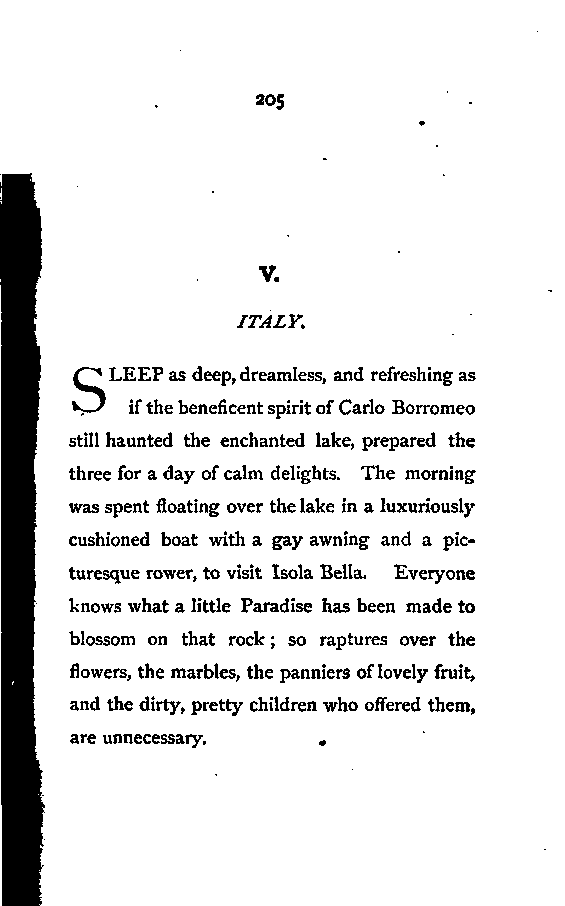 205
V.
ITALY.
SLEEP as deep, dreamless, and refreshing as
if the beneficent spirit of Carlo Borromeo
still haunted the enchanted lake, prepared the
three for a day of calm delights. The morning
was spent floating over the lake in a luxuriously
cushioned boat with a gay awning and a pic-
turesque rower, to visit Isola Bella. Everyone
knows what a little Paradise has been made to
blossom on that rock; so raptures over the
flowers, the marbles, the panniers of lovely fruit,
and the dirty, pretty children who offered them,
are unnecessary.